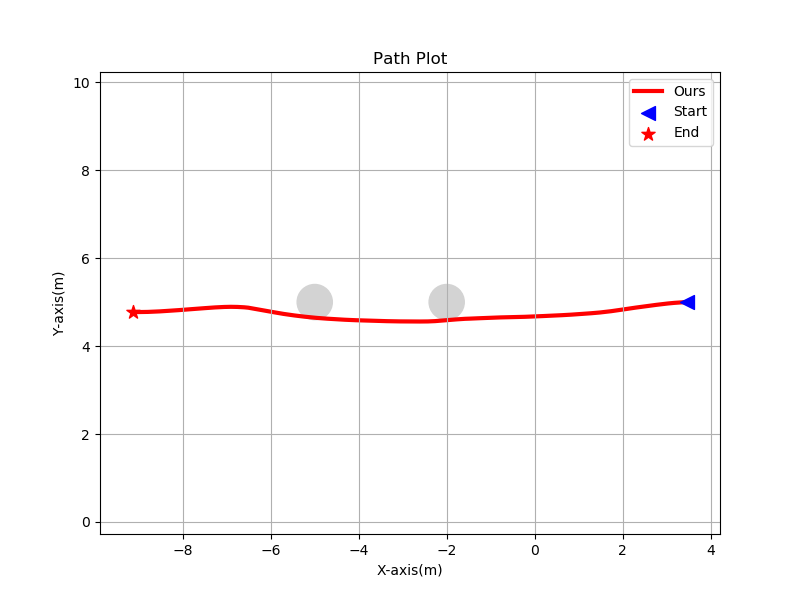 Path Plot
Ours
Start
End
10
8
6
4
2
0
Y-axis(m)
−8
−6
−4
−2
0
2
4
X-axis(m)